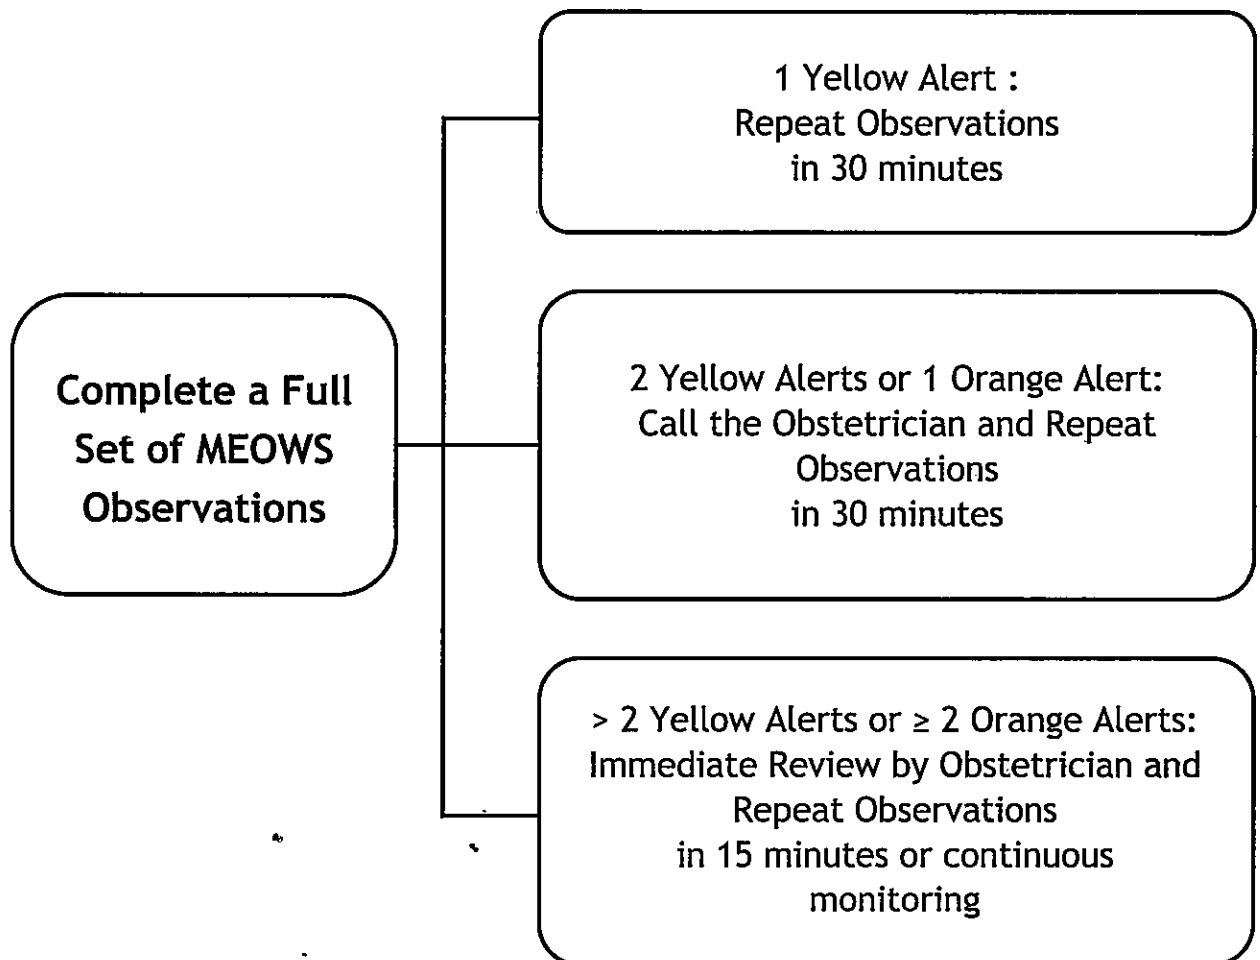 Complete a Full
Set of MEOWS
Observations
1 Yellow Alert :
Repeat Observations
in 30 minutes
2 Yellow Alerts or 1 Orange Alert:
Call the Obstetrician and Repeat
Observations
in 30 minutes
> 2 Yellow Alerts or ≥ 2 Orange Alerts:
Immediate Review by Obstetrician and
Repeat Observations
in 15 minutes or continuous
monitoring